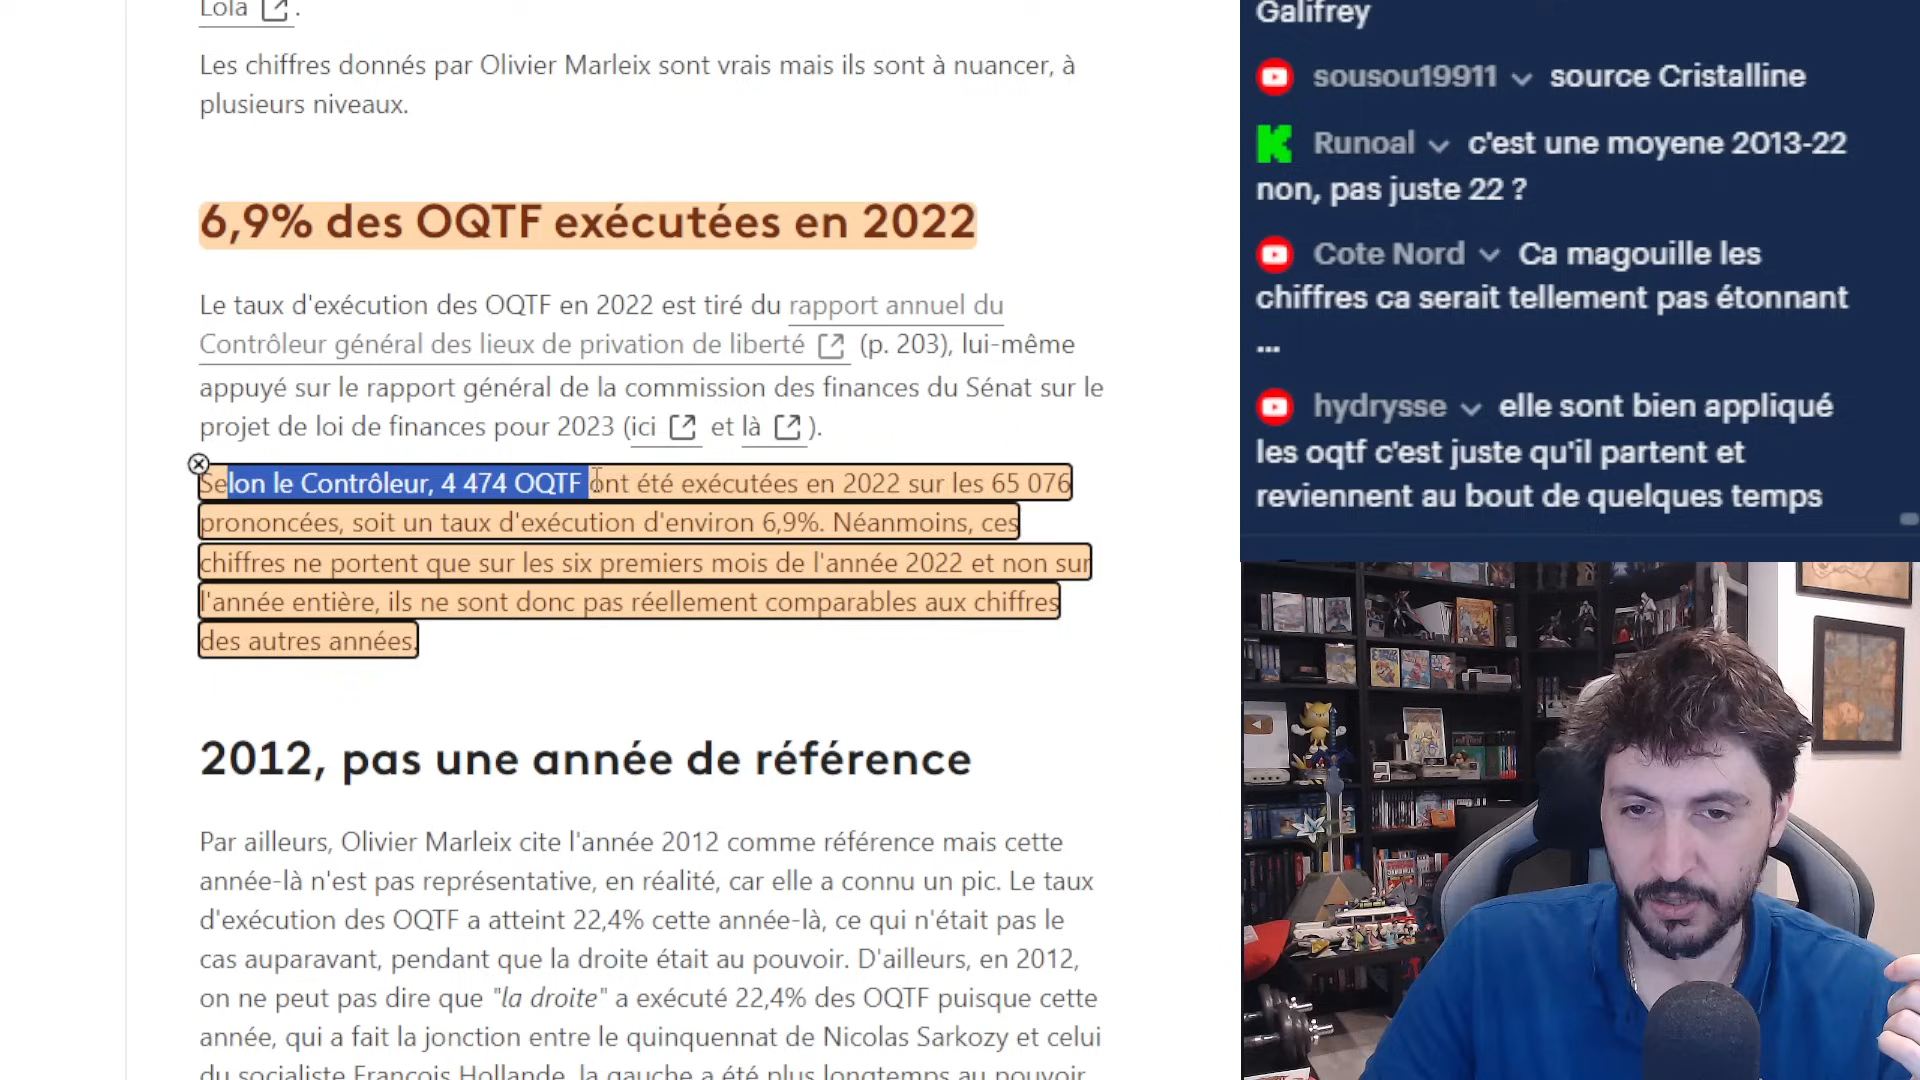 Lola
.
Les chiffres donnés par Olivier Marleix sont vrais mais ils sont à nuancer, à
plusieurs niveaux.
6,9% des OQTF exécutées en 2022
Le taux d'exécution des OQTF en 2022 est tiré du rapport annuel du
Contrôleur général des lieux de privation de liberté (p. 203), lui-même
appuyé sur le rapport général de la commission des finances du Sénat sur le
projet de loi de finances pour 2023 (ici et là ).
Selon le Contrôleur, 4 474 OQTF ont été exécutées en 2022 sur les 65 076
prononcées, soit un taux d'exécution d'environ 6,9%. Néanmoins, ces
chiffres ne portent que sur les six premiers mois de l'année 2022 et non sur
l'année entière, ils ne sont donc pas réellement comparables aux chiffres
des autres années.
2012, pas une année de référence
Par ailleurs, Olivier Marleix cite l'année 2012 comme référence mais cette
année-là n'est pas représentative, en réalité, car elle a connu un pic. Le taux
d'exécution des OQTF a atteint 22,4% cette année-là, ce qui n'était pas le
cas auparavant, pendant que la droite était au pouvoir. D'ailleurs, en 2012,
on ne peut pas dire que "la droite" a exécuté 22,4% des OQTF puisque cette
année, qui a fait la jonction entre le quinquennat de Nicolas Sarkozy et celui
du socialiste François Hollande, la gauche a été plus longtemps au pouvoir
Galifrey
sousou19911 source Cristalline
Runoal c'est une moyene 2013-22
non, pas juste 22 ?
Cote Nord Ca magouille les
chiffres ca serait tellement pas étonnant
...
hydrysse elle sont bien appliqué
les oqtf c'est juste qu'il partent et
reviennent au bout de quelques temps